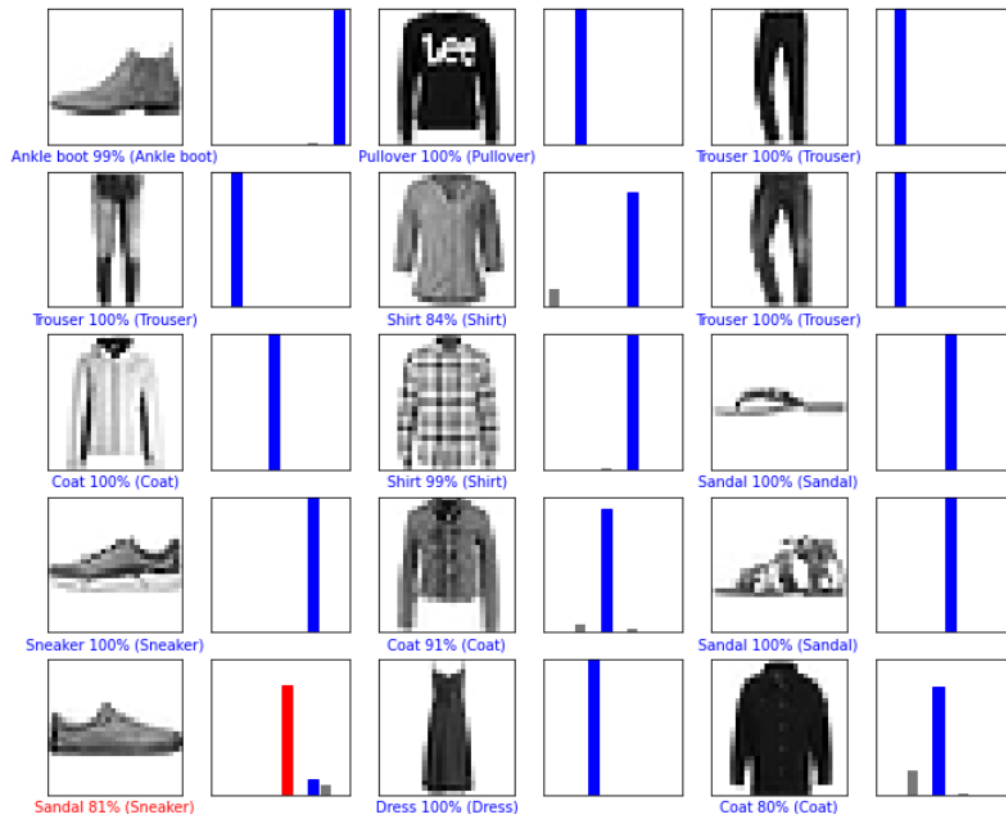 Lee
Ankle boot 99% (Ankle boot)
Pullover 100% (Pullover)
Trouser 100% (Trouser)
Trouser 100% (Trouser)
Shirt 84% (Shirt)
Trouser 100% (Trouser)
Coat 100% (Coat)
Shirt 99% (Shirt)
Sandal 100% (Sandal)
Sneaker 100% (Sneaker)
Coat 91% (Coat)
Sandal 100% (Sandal)
Sandal 81% (Sneaker)
Dress 100% (Dress)
Coat 80% (Coat)